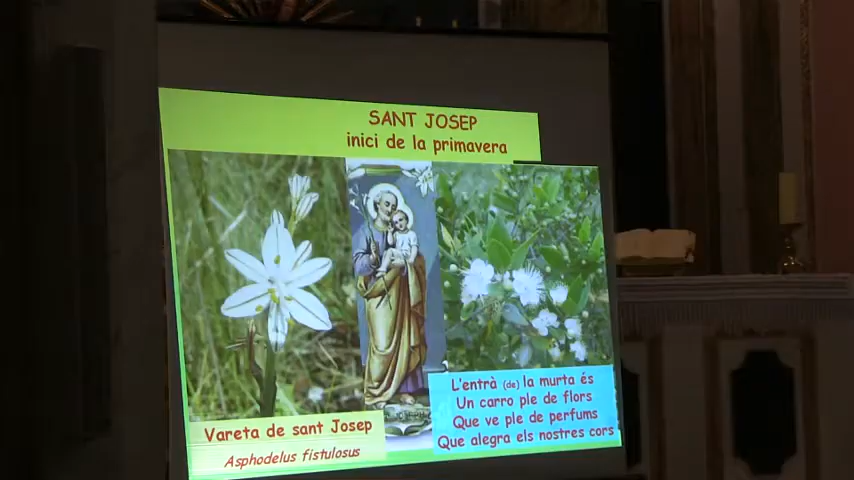 SANT JOSEP
inici de la primavera
Vareta de sant Josep
Asphodelus fistulosus
L'entrà (de) la murta és
Un carro ple de flors
Que ve ple de perfums
Que alegra els nostres cors